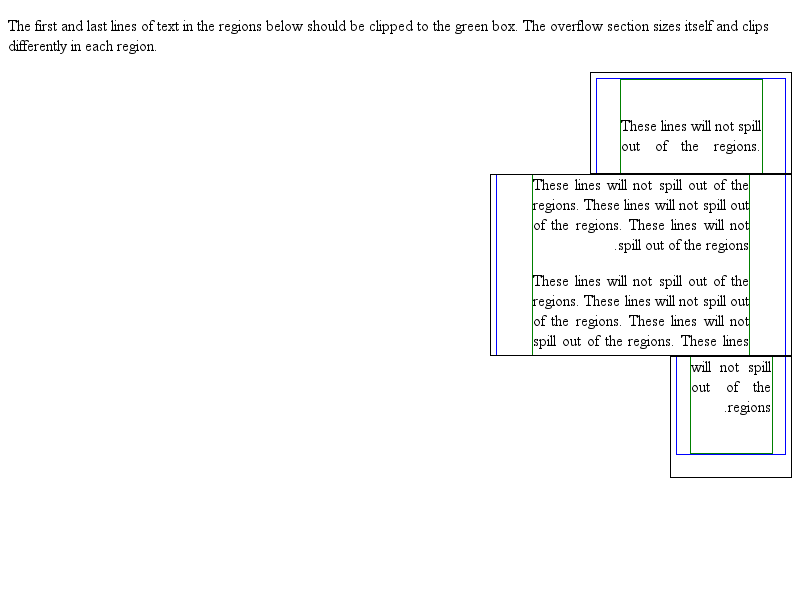 The first and last lines of text in the regions below should be clipped to the green box. The overflow section sizes itself and clips
differently in each region.
These lines will not spill
out of the regions.
These lines will not spill out of the
regions. These lines will not spill out
of the regions. These lines will not
.spill out of the regions
These lines will not spill out of the
regions. These lines will not spill out
of the regions. These lines will not
spill out of the regions. These lines
will not spill
out of the
.regions